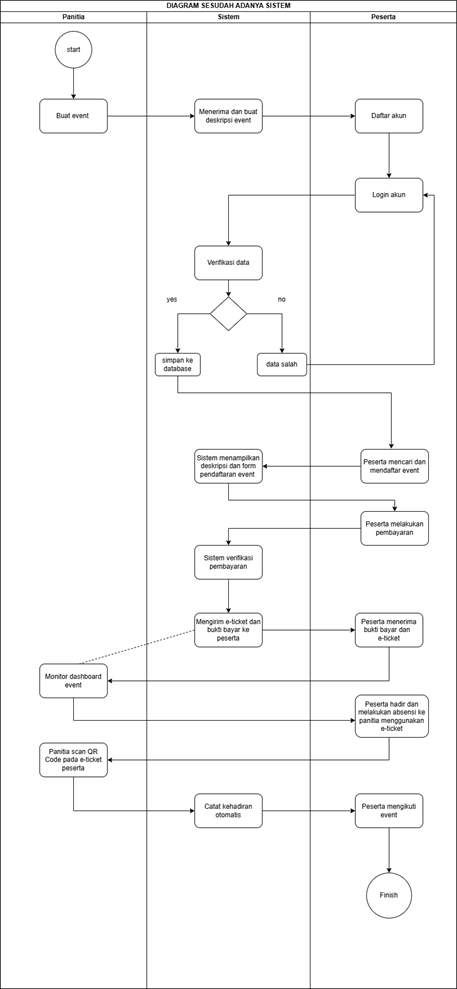 DIAGRAM SESUDAH ADANYA SISTEM
Panitia
Sistem
Peserta
start
Buat event
Menerima dan buat
deskripsi event
Daftar akun
Login akun
Verifikasi data
yes
no
simpan ke
database
data salah
Sistem menampilkan
deskripsi dan form
pendaftaran event
Peserta mencari dan
mendaftar event
Peserta melakukan
pembayaran
Sistem verifikasi
pembayaran
Mengirim e-ticket dan
bukti bayar ke
peserta
Peserta menerima
bukti bayar dan
e-ticket
Monitor dashboard
event
Peserta hadir dan
melakukan absensi ke
panitia menggunakan
e-ticket
Panitia scan QR
Code pada e-ticket
peserta
Catat kehadiran
otomatis
Peserta mengikuti
event
Finish